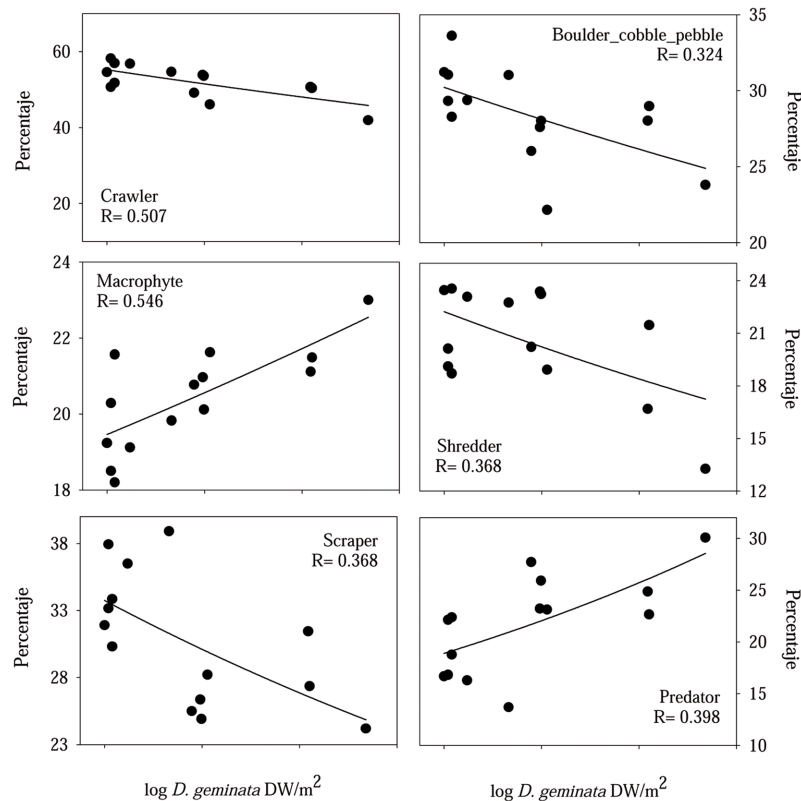 60
40
20
Percentaje
Crawler
R= 0.507
Boulder_cobble_pebble
R= 0.324
35
30
25
20
Percentaje
24
22
20
18
Percentaje
Macrophyte
R= 0.546
Shredder
R= 0.368
24
21
18
15
12
38
33
28
23
Percentaje
Scraper
R= 0.368
Predator
R= 0.398
30
25
20
15
10
Percentaje
log D. geminata DW/m²
log D. geminata DW/m²